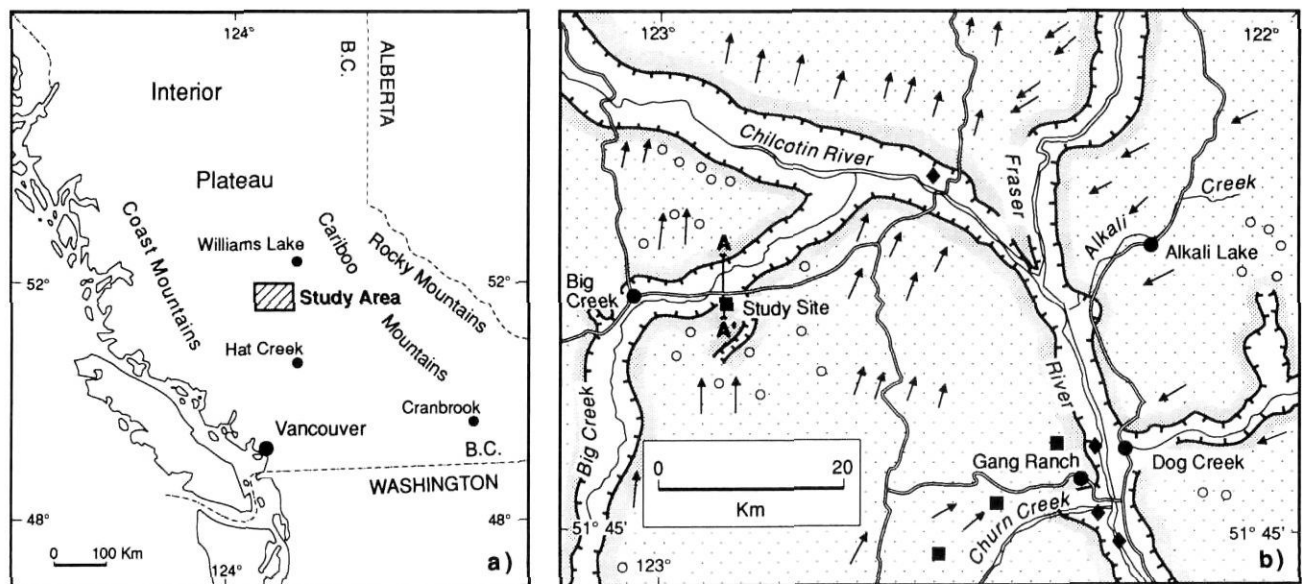 124°
B.C.
ALBERTA
Interior
Plateau
Coast Mountains
Williams Lake
Cariboo
Rocky Mountains
52°
52°
Study Area
Mountains
Hat Creek
Cranbrook
Vancouver
B.C.
WASHINGTON
48°
48°
0 100 Km
124°
a)
123°
122°
Chilcotin River
Fraser
Creek
Alkali
Alkali Lake
A
Big
Creek
Study Site
A'
River
Big Creek
0 20
Km
Gang Ranch
Dog Creek
Churn Creek
51° 45'
51° 45'
123°
b)